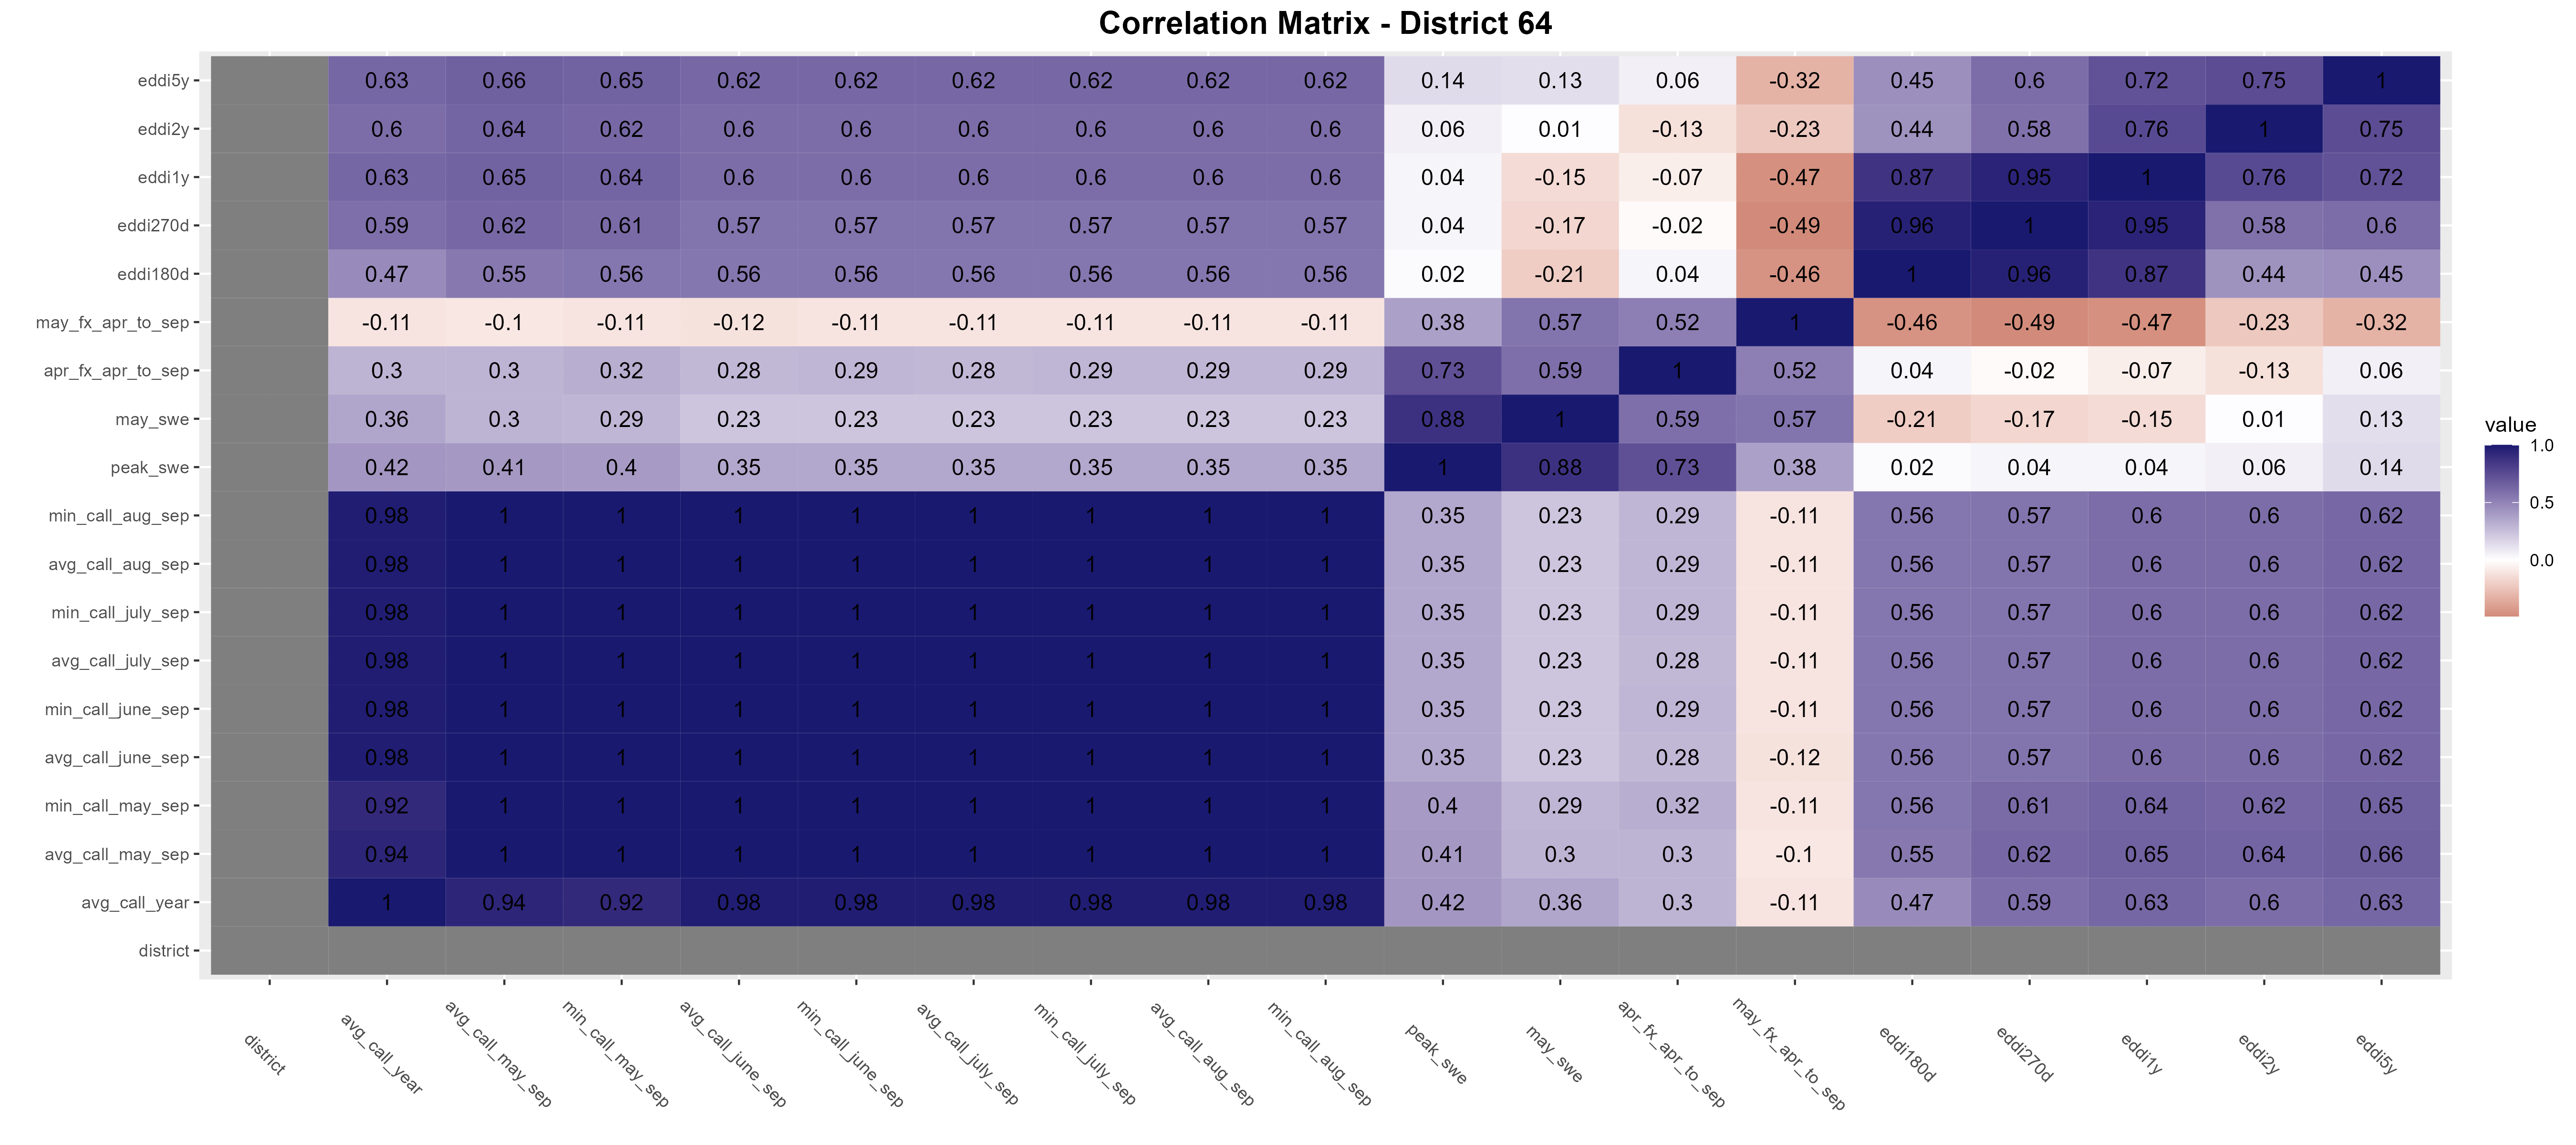 Correlation Matrix - District 64
eddi5y 0.63 0.66 0.65 0.62 0.62 0.62 0.62 0.62 0.62 0.14 0.13 0.06 -0.32 0.45 0.6 0.72 0.75 1
eddi2y 0.6 0.64 0.62 0.6 0.6 0.6 0.6 0.6 0.6 0.06 0.01 -0.13 -0.23 0.44 0.58 0.76 1 0.75
eddi1y 0.63 0.65 0.64 0.6 0.6 0.6 0.6 0.6 0.6 0.04 -0.15 -0.07 -0.47 0.87 0.95 1 0.76 0.72
eddi270d 0.59 0.62 0.61 0.57 0.57 0.57 0.57 0.57 0.57 0.04 -0.17 -0.02 -0.49 0.96 1 0.95 0.58 0.6
eddi180d 0.47 0.55 0.56 0.56 0.56 0.56 0.56 0.56 0.56 0.02 -0.21 0.04 -0.46 1 0.96 0.87 0.44 0.45
may_fx_apr_to_sep -0.11 -0.1 -0.11 -0.12 -0.11 -0.11 -0.11 -0.11 -0.11 0.38 0.57 0.52 1 -0.46 -0.49 -0.47 -0.23 -0.32
apr_fx_apr_to_sep 0.3 0.3 0.32 0.28 0.29 0.28 0.29 0.29 0.29 0.73 0.59 1 0.52 0.04 -0.02 -0.07 -0.13 0.06
may_swe 0.36 0.3 0.29 0.23 0.23 0.23 0.23 0.23 0.23 0.88 1 0.59 0.57 -0.21 -0.17 -0.15 0.01 0.13
peak_swe 0.42 0.41 0.4 0.35 0.35 0.35 0.35 0.35 0.35 1 0.88 0.73 0.38 0.02 0.04 0.04 0.06 0.14
min_call_aug_sep 0.98 1 1 1 1 1 1 1 1 0.35 0.23 0.29 -0.11 0.56 0.57 0.6 0.6 0.62
avg_call_aug_sep 0.98 1 1 1 1 1 1 1 1 0.35 0.23 0.29 -0.11 0.56 0.57 0.6 0.6 0.62
min_call_july_sep 0.98 1 1 1 1 1 1 1 1 0.35 0.23 0.29 -0.11 0.56 0.57 0.6 0.6 0.62
avg_call_july_sep 0.98 1 1 1 1 1 1 1 1 0.35 0.23 0.28 -0.11 0.56 0.57 0.6 0.6 0.62
min_call_june_sep 0.98 1 1 1 1 1 1 1 1 0.35 0.23 0.29 -0.11 0.56 0.57 0.6 0.6 0.62
avg_call_june_sep 0.98 1 1 1 1 1 1 1 1 0.35 0.23 0.28 -0.12 0.56 0.57 0.6 0.6 0.62
min_call_may_sep 0.92 1 1 1 1 1 1 1 1 0.4 0.29 0.32 -0.11 0.56 0.61 0.64 0.62 0.65
avg_call_may_sep 0.94 1 1 1 1 1 1 1 1 0.41 0.3 0.3 -0.1 0.55 0.62 0.65 0.64 0.66
avg_call_year 1 0.94 0.92 0.98 0.98 0.98 0.98 0.98 0.98 0.42 0.36 0.3 -0.11 0.47 0.59 0.63 0.6 0.63
district
district avg_call_year avg_call_may_sep min_call_may_sep avg_call_june_sep min_call_june_sep avg_call_july_sep min_call_july_sep avg_call_aug_sep min_call_aug_sep peak_swe may_swe apr_fx_apr_to_sep may_fx_apr_to_sep eddi180d eddi270d eddi1y eddi2y eddi5y
value
1.0
0.5
0.0